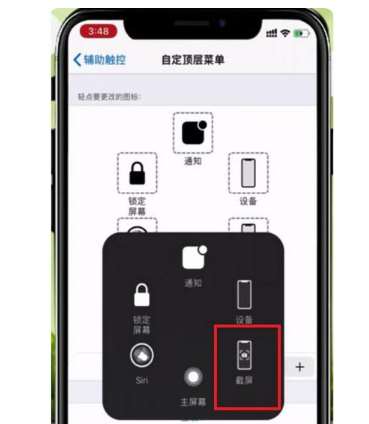 3:48
辅助触控
自定顶层菜单
轻点要更改的图标:
通知
锁定
屏幕
设备
通知
锁定
屏幕
设备
Siri
截屏
主屏幕